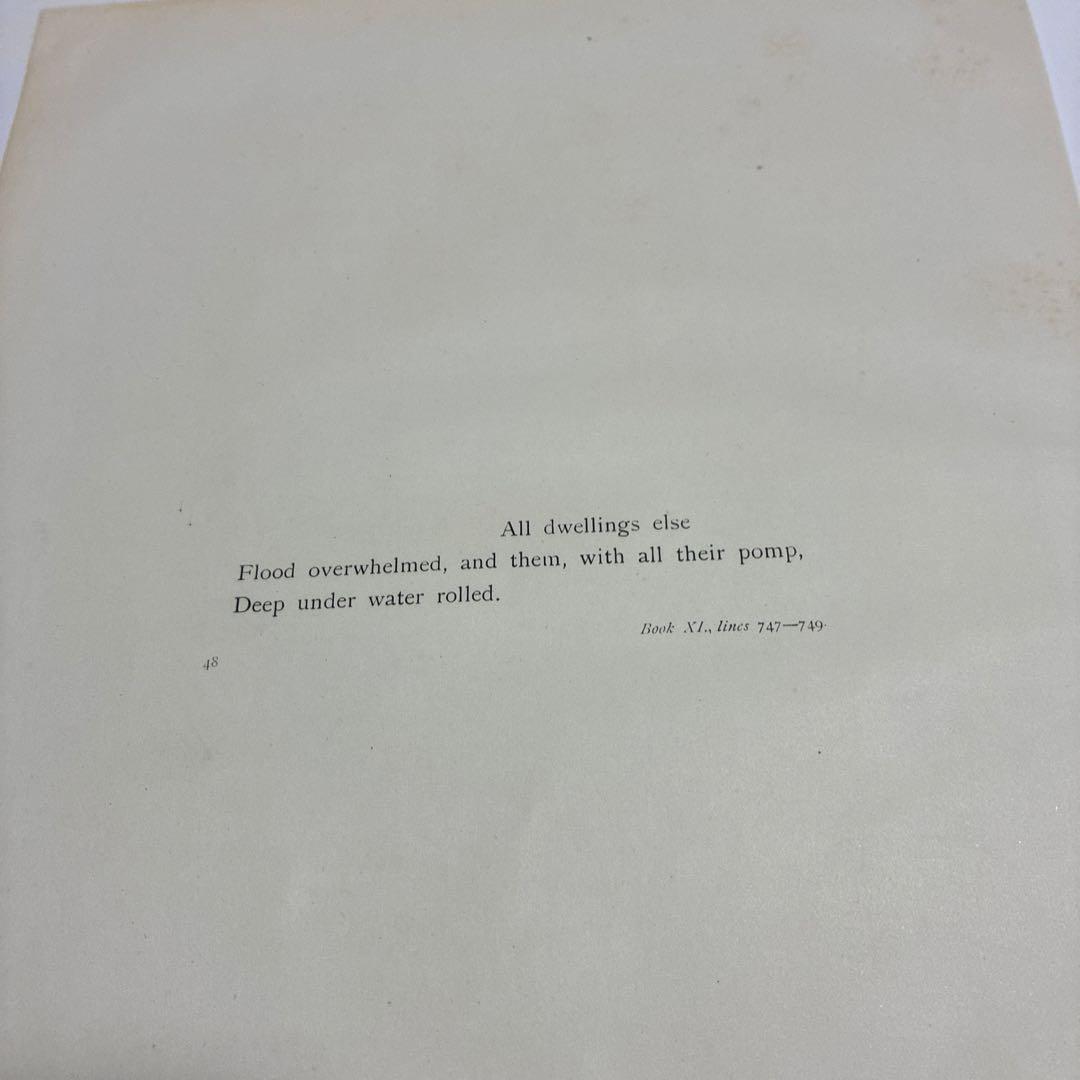 All dwellings else
Flood overwhelmed, and them, with all their pomp,
Deep under water rolled.
Book XI., lines 747—749.
48